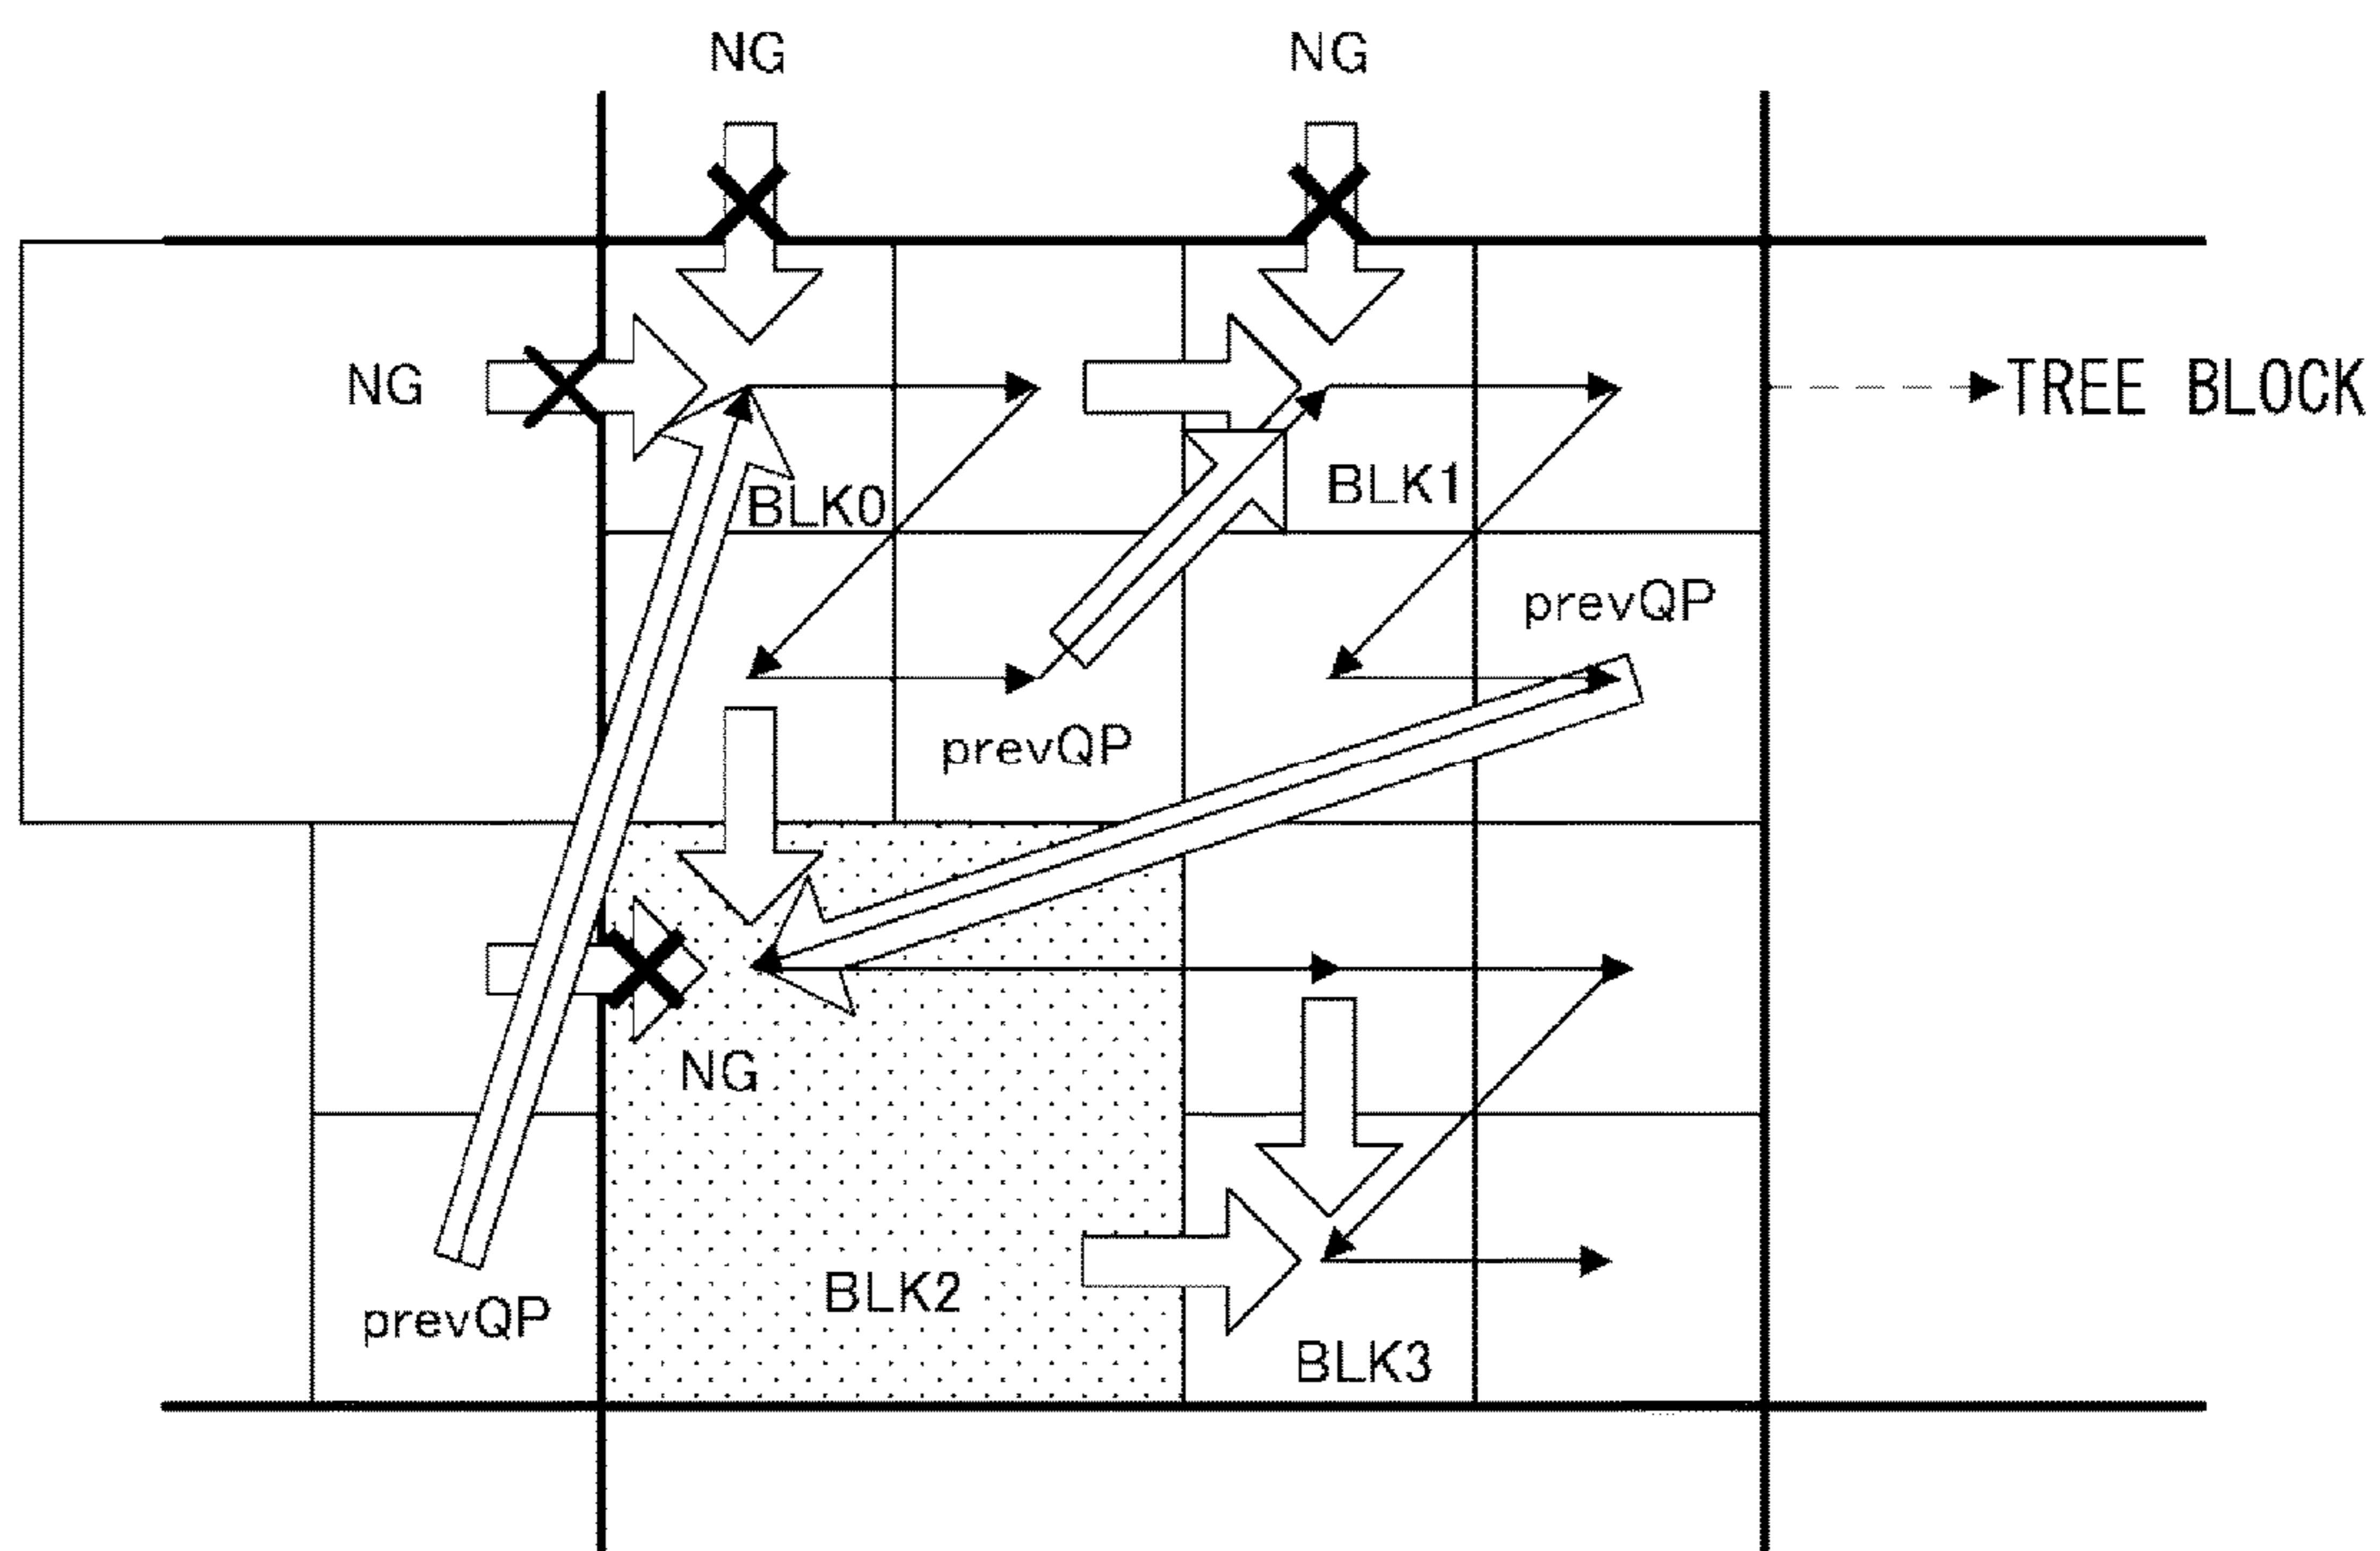 NG
NG
NG
TREE BLOCK
BLK0
BLK1
prevQP
prevQP
NG
BLK2
prevQP
BLK3